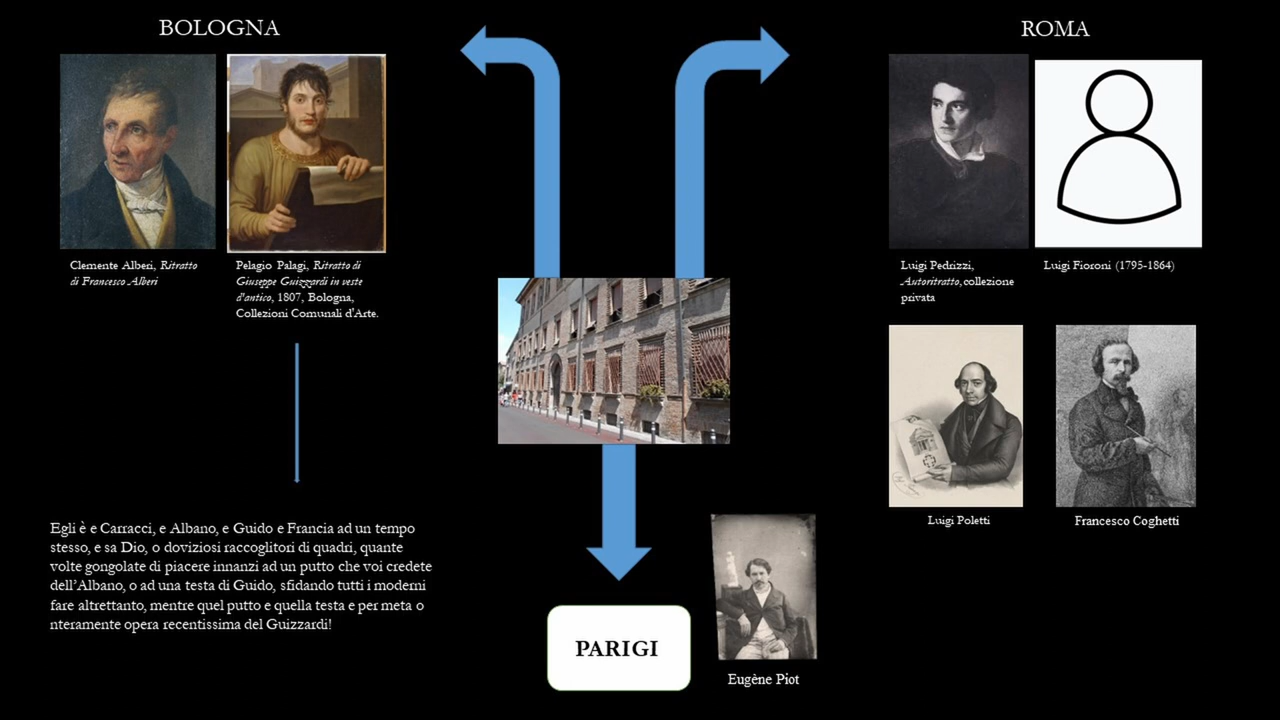 BOLOGNA
Clemente Alberi, Ritratto
di Francesco Alberi
Pelagio Palagi, Ritratto di
Giuseppe Guizzardi in veste
d'antico, 1807, Bologna,
Collezioni Comunali d'Arte.
Egli è e Carracci, e Albano, e Guido e Francia ad un tempo
stesso, e sa Dio, o doviziosi raccoglitori di quadri, quante
volte gongolate di piacere innanzi ad un putto che voi credete
dell'Albano, o ad una testa di Guido, sfidando tutti i moderni
fare altrettanto, mentre quel putto e quella testa e per meta o
nteramente opera recentissima del Guizzardi!
PARIGI
Eugène Piot
ROMA
Luigi Pedrizzi,
Autoritratto, collezione
privata
Luigi Fioroni (1795-1864)
Luigi Poletti
Francesco Coghetti